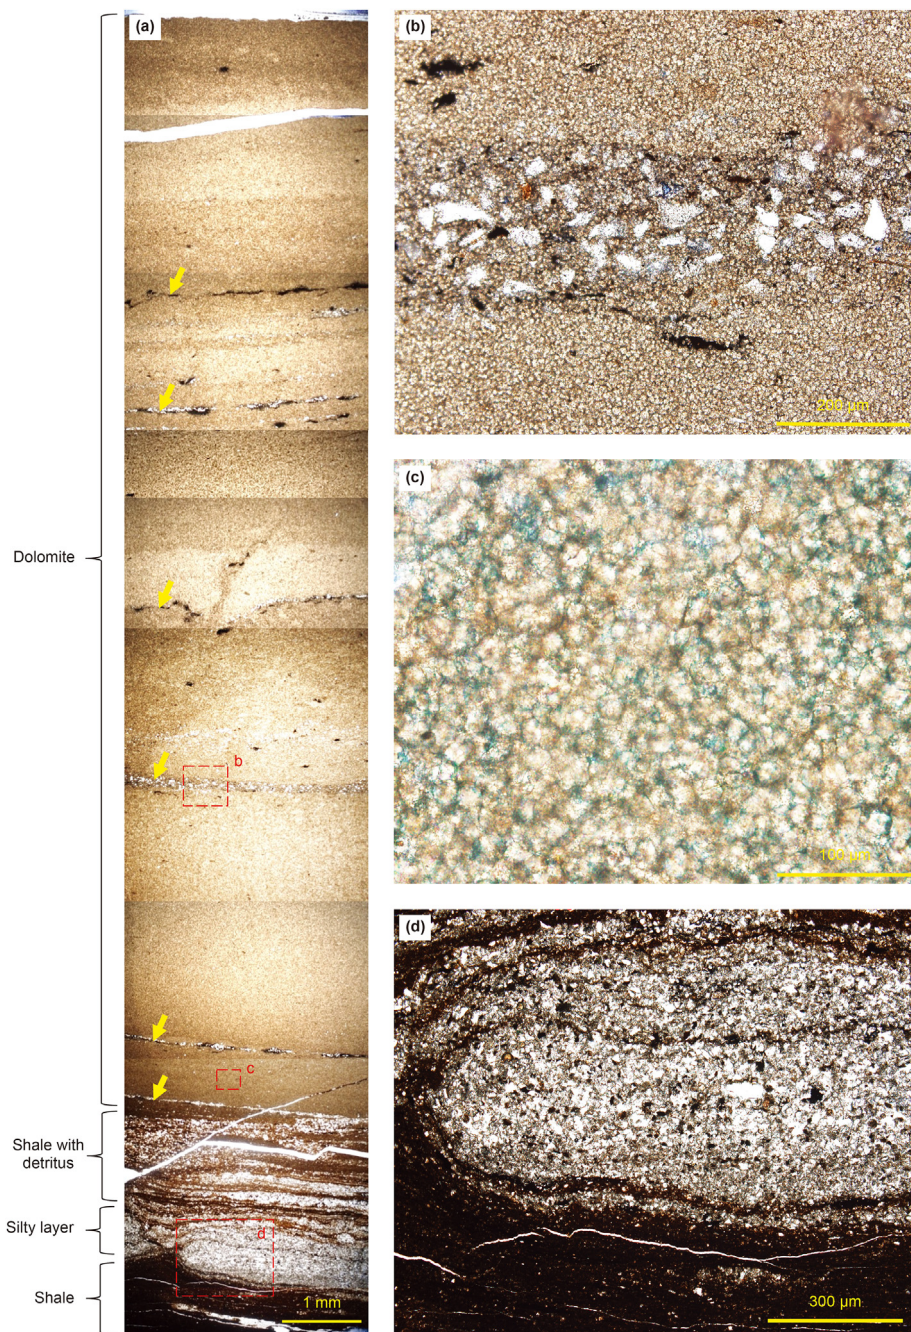 (a)
(b)
200 µm
(c)
100 µm
(d)
300 µm
Dolomite
b
c
Shale with
detritus
Silty layer
d
Shale
1 mm